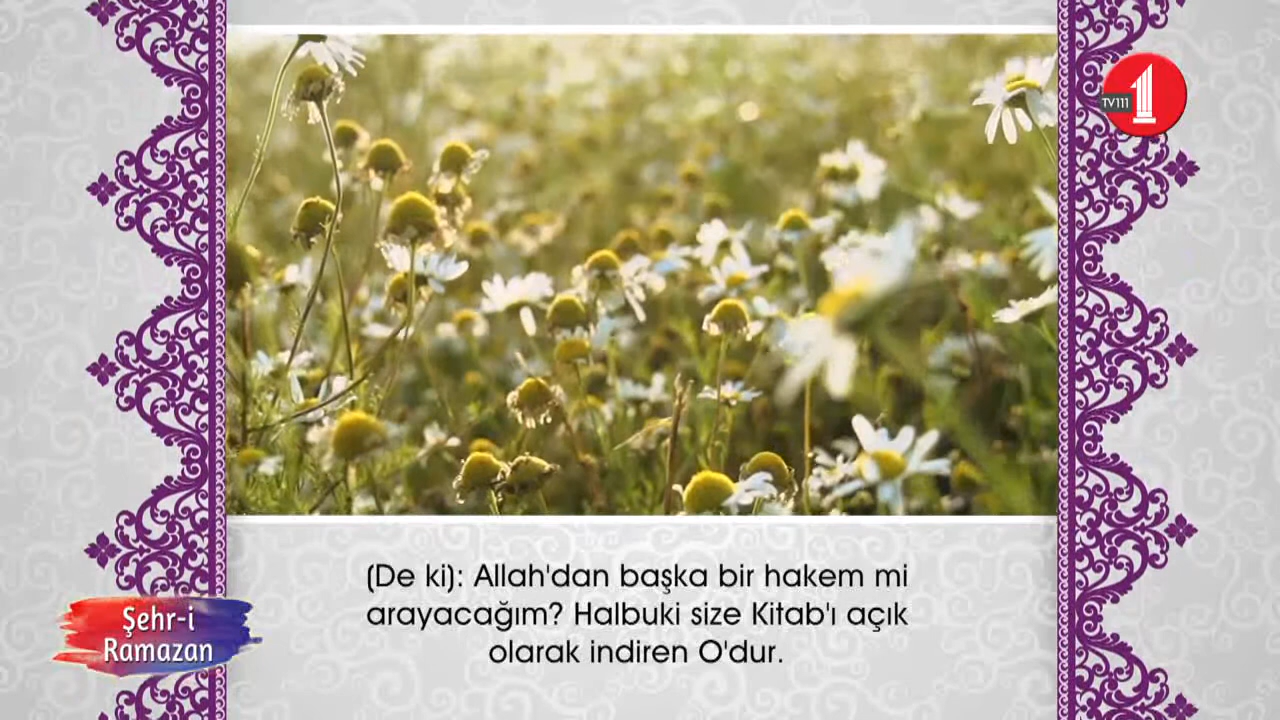 TV111
1
(De ki): Allah'dan başka bir hakem mi
arayacağım? Halbuki size Kitab'ı açık
olarak indiren O'dur.
Şehr-i
Ramazan